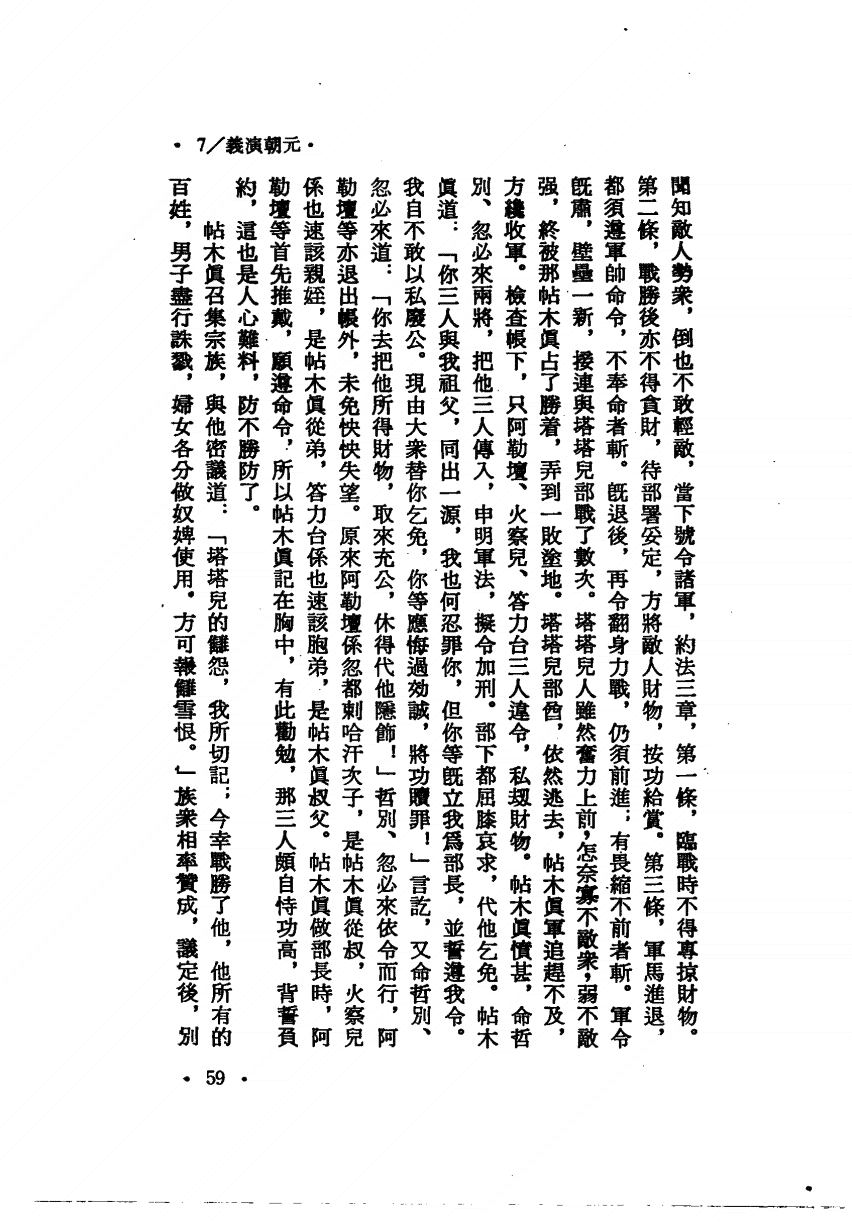 • 7／義演朝元•
聞知敵人勢衆，倒也不敢輕敵，當下號令諸軍，約法三章，第一條，臨戰時不得專掠財物。
第二條，戰勝後亦不得貪財，待部署妥定，方將敵人財物，按功給賞。第三條，軍馬進退，
都須遵軍帥命令，不奉命者斬。旣退後，再令翻身力戰，仍須前進；有畏縮不前者斬。軍令
旣肅，壁壘一新，接連與塔塔兒部戰了數次。塔塔兒人雖然奮力上前，怎奈寡不敵衆，弱不敵
强，終被那帖木眞占了勝着，弄到一敗塗地。塔塔兒部酋，依然逃去，帖木眞軍追趕不及，
方纔收軍。檢查帳下，只阿勒壇、火察兒、答力台三人違令，私刼財物。帖木眞憤甚，命哲
別、忽必來兩將，把他三人傳入，申明軍法，擬令加刑。部下都屈膝哀求，代他乞免。帖木
眞道：「你三人與我祖父，同出一源，我也何忍罪你，但你等旣立我爲部長，並誓遵我令。
我自不敢以私廢公。現由大衆替你乞免，你等應悔過効誠，將功贖罪！」言訖，又命哲別、
忽必來道：「你去把他所得財物，取來充公，休得代他隱飾！」哲別、忽必來依令而行，阿
勒壇等亦退出帳外，未免怏怏失望。原來阿勒壇係忽都剌哈汗次子，是帖木眞從叔，火察兒
係也速該親姪，是帖木眞從弟，答力台係也速該胞弟，是帖木眞叔父。帖木眞做部長時，阿
勒壇等首先推戴，願遵命令，所以帖木眞記在胸中，有此勸勉，那三人頗自恃功高，背誓負
約，這也是人心難料，防不勝防了。
帖木眞召集宗族，與他密議道：「塔塔兒的讎怨，我所切記；今幸戰勝了他，他所有的
百姓，男子盡行誅戮，婦女各分做奴婢使用。方可報讎雪恨。」族衆相率贊成，議定後，別
• 59 •